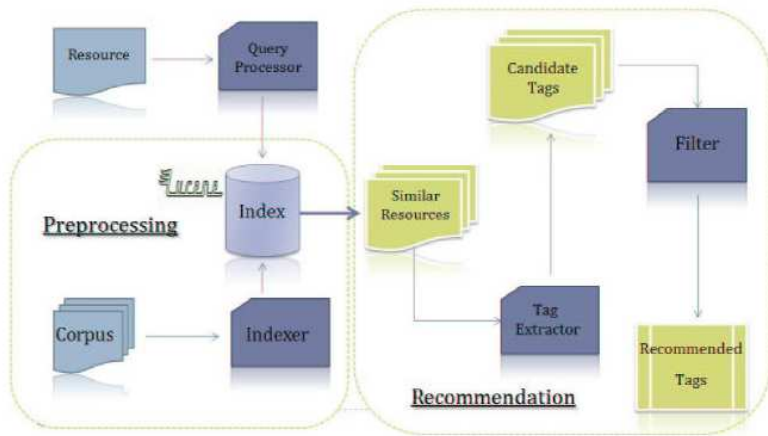 Resource
Query
Processor
Candidate
Tags
Filter
Lucene
Index
Similar
Resources
Preprocessing
Corpus
Indexer
Tag
Extractor
Recommended
Tags
Recommendation